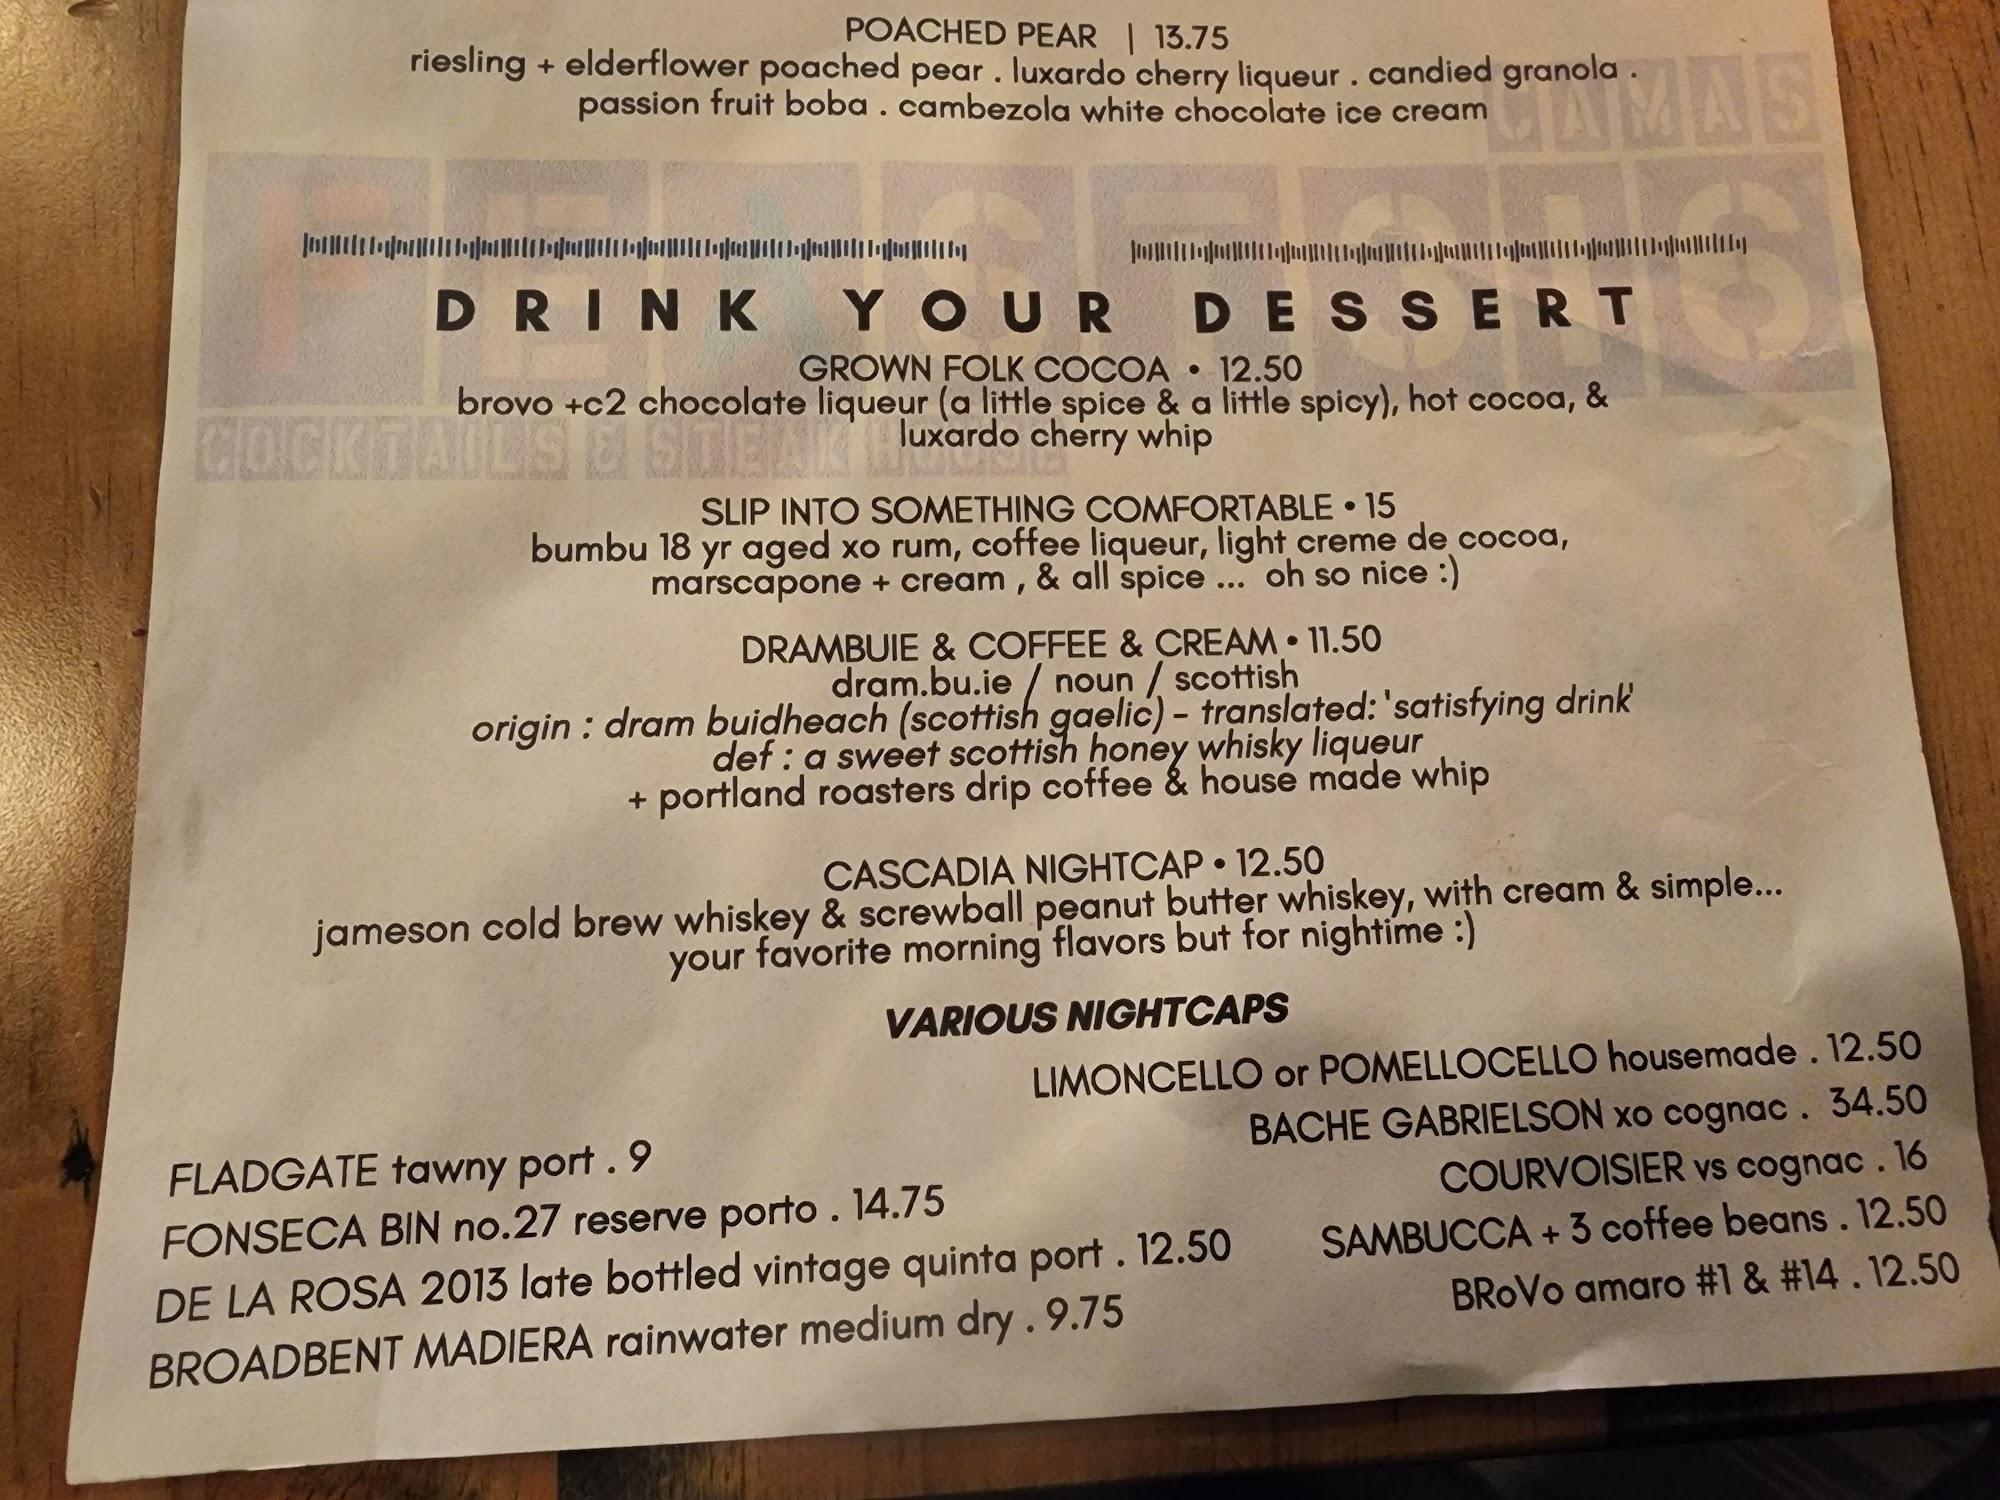 POACHED PEAR | 13.75
riesling + elderflower poached pear . luxardo cherry liqueur . candied granola .
passion fruit boba . cambezola white chocolate ice cream
CAMAS
FEAST 316
DRINK YOUR DESSERT
GROWN FOLK COCOA • 12.50
brovo +c2 chocolate liqueur (a little spice & a little spicy), hot cocoa, &
luxardo cherry whip
COCKTAILS & STEAK HOUSE
SLIP INTO SOMETHING COMFORTABLE • 15
bumbu 18 yr aged xo rum, coffee liqueur, light creme de cocoa,
marscapone + cream , & all spice ... oh so nice :)
DRAMBUIE & COFFEE & CREAM • 11.50
dram.bu.ie / noun / scottish
origin : dram buidheach (scottish gaelic) - translated: 'satisfying drink'
def : a sweet scottish honey whisky liqueur
+ portland roasters drip coffee & house made whip
CASCADIA NIGHTCAP • 12.50
jameson cold brew whiskey & screwball peanut butter whiskey, with cream & simple...
your favorite morning flavors but for nightime :)
VARIOUS NIGHTCAPS
LIMONCELLO or POMELLOCELLO housemade . 12.50
BACHE GABRIELSON xo cognac . 34.50
COURVOISIER vs cognac . 16
SAMBUCCA + 3 coffee beans . 12.50
BRoVo amaro #1 & #14 . 12.50
FLADGATE tawny port . 9
FONSECA BIN no.27 reserve porto . 14.75
DE LA ROSA 2013 late bottled vintage quinta port . 12.50
BROADBENT MADIERA rainwater medium dry . 9.75